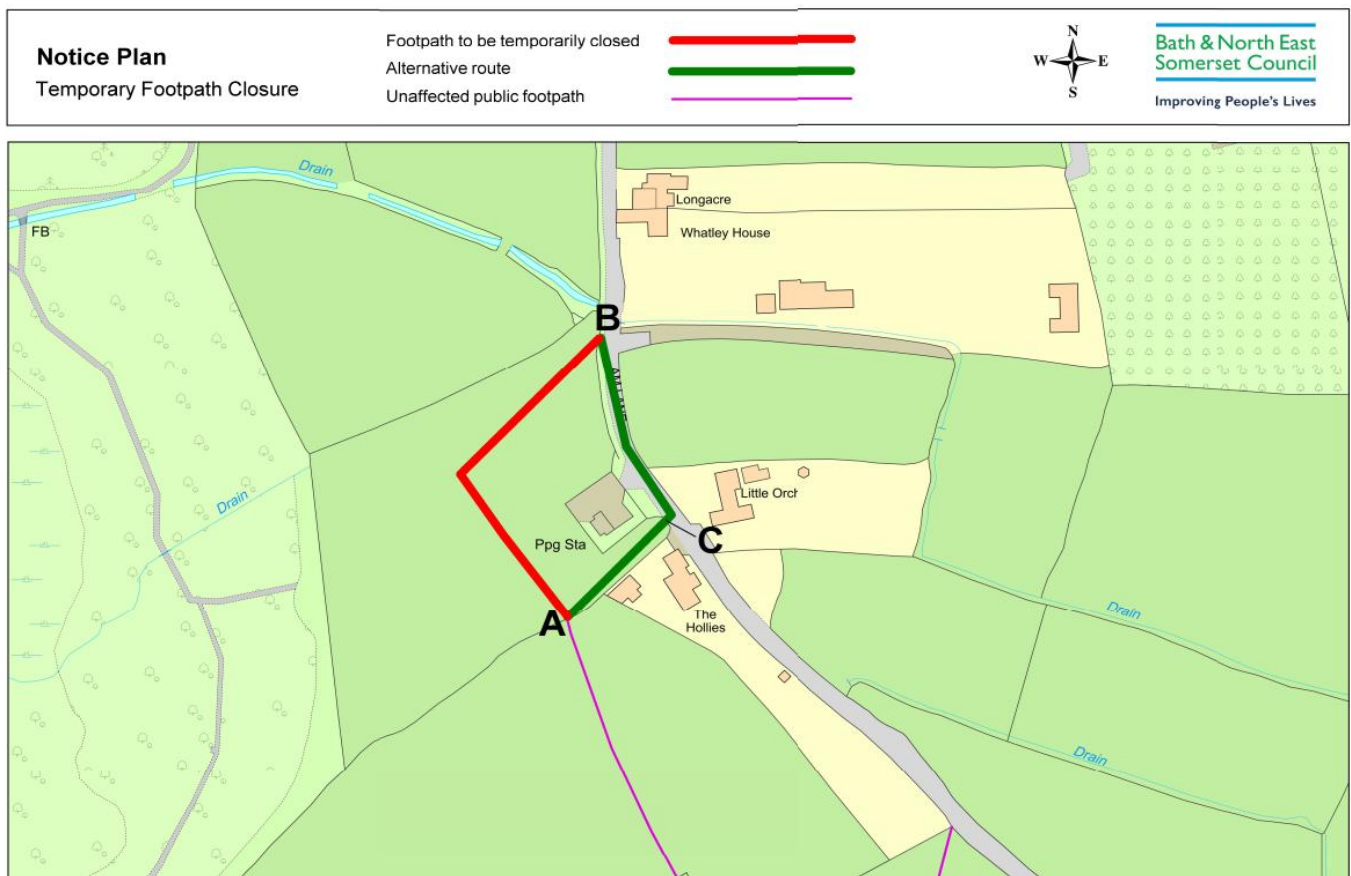 Notice Plan
Temporary Footpath Closure
Footpath to be temporarily closed
Alternative route
Unaffected public footpath
N
W E
S
Bath & North East
Somerset Council
Improving People's Lives
Drain
FB
Longacre
Whatley House
B
Drain
Little Orch
Ppg Sta
C
A
The
Hollies
Drain
Drain